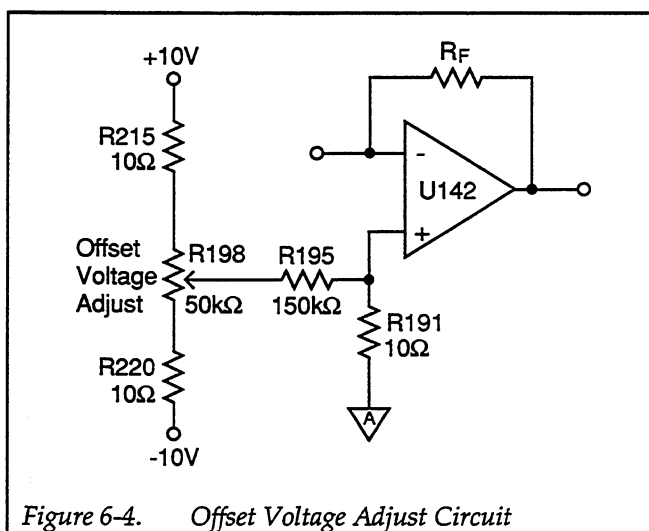 +10V
R215
10Ω
Offset
Voltage
Adjust
R198
50kΩ
R195
150kΩ
R220
10Ω
-10V
RF
-
U142
+
R191
10Ω
A
Figure 6-4. Offset Voltage Adjust Circuit